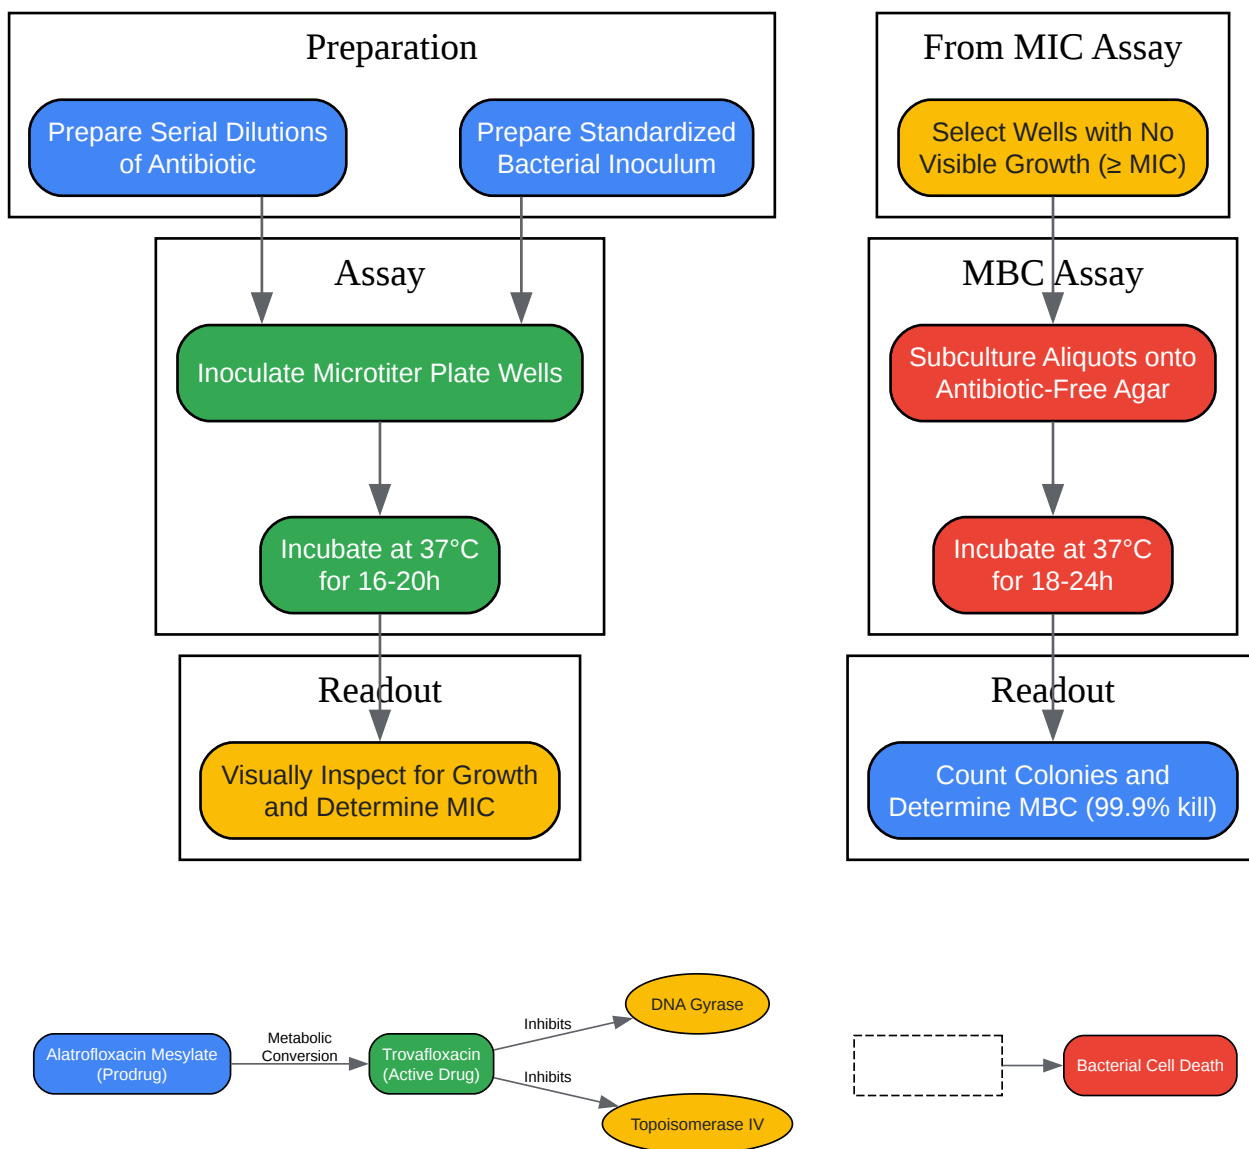 Preparation
Prepare Serial Dilutions
of Antibiotic
Prepare Standardized
Bacterial Inoculum
Assay
Inoculate Microtiter Plate Wells
Incubate at 37°C
for 16-20h
Readout
Visually Inspect for Growth
and Determine MIC
From MIC Assay
Select Wells with No
Visible Growth (≥ MIC)
MBC Assay
Subculture Aliquots onto
Antibiotic-Free Agar
Incubate at 37°C
for 18-24h
Readout
Count Colonies and
Determine MBC (99.9% kill)
Alatrofloxacin Mesylate
(Prodrug)
Metabolic
Conversion
Trovafloxacin
(Active Drug)
Inhibits
DNA Gyrase
Inhibits
Topoisomerase IV
Bacterial Cell Death